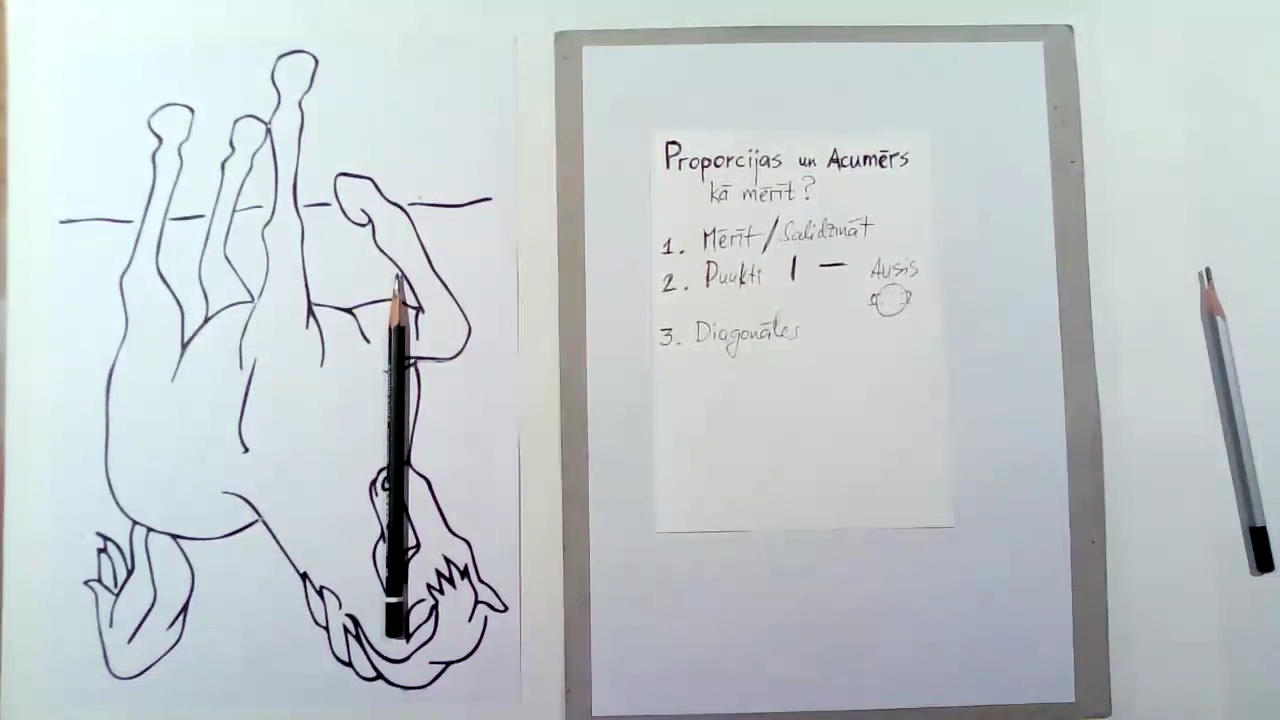 Proporcijas un Acumērs
kā mērīt?
1. Mērīt/Salīdzināt
2. Punkti
Ausis
3. Diagonāles